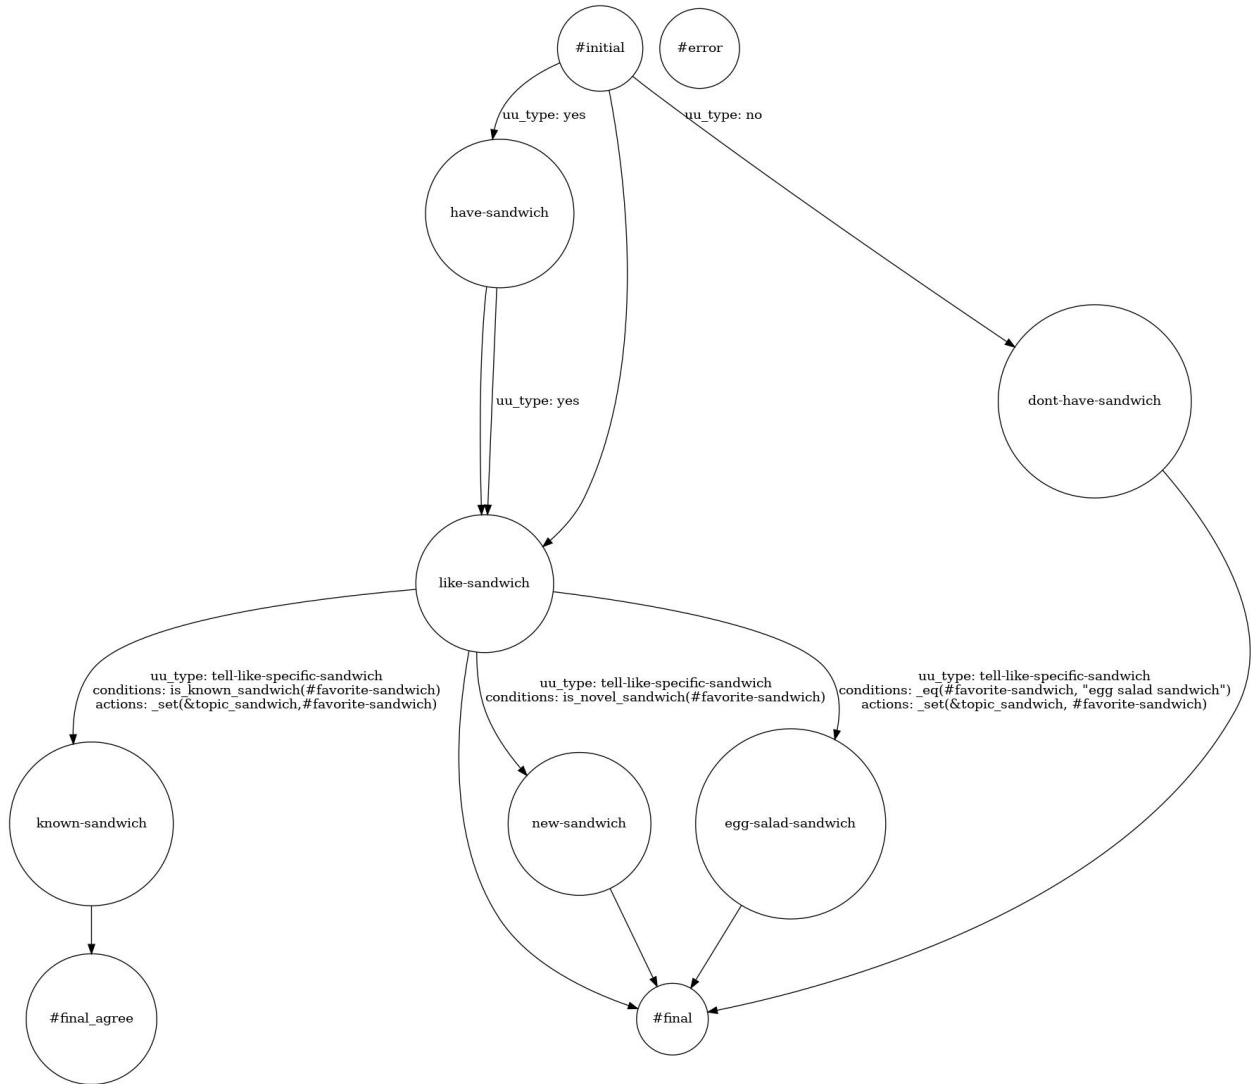 #initial
#error
uu_type: yes
uu_type: no
have-sandwich
uu_type: yes
dont-have-sandwich
like-sandwich
uu_type: tell-like-specific-sandwich
conditions: is_known_sandwich(#favorite-sandwich)
actions: _set(&topic_sandwich,#favorite-sandwich)
uu_type: tell-like-specific-sandwich
conditions: is_novel_sandwich(#favorite-sandwich)
uu_type: tell-like-specific-sandwich
conditions: _eq(#favorite-sandwich, \"egg salad sandwich\")
actions: _set(&topic_sandwich, #favorite-sandwich)
known-sandwich
new-sandwich
egg-salad-sandwich
#final_agree
#final